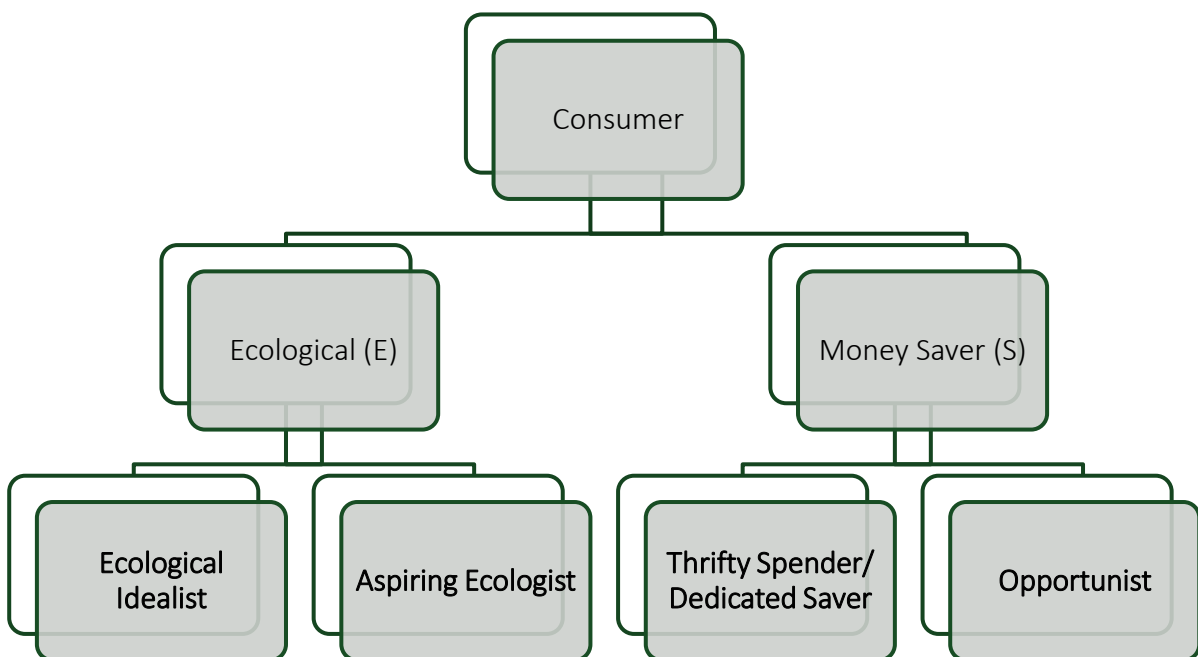 Consumer
Ecological (E)
Money Saver (S)
Ecological
Idealist
Aspiring Ecologist
Thrifty Spender/
Dedicated Saver
Opportunist